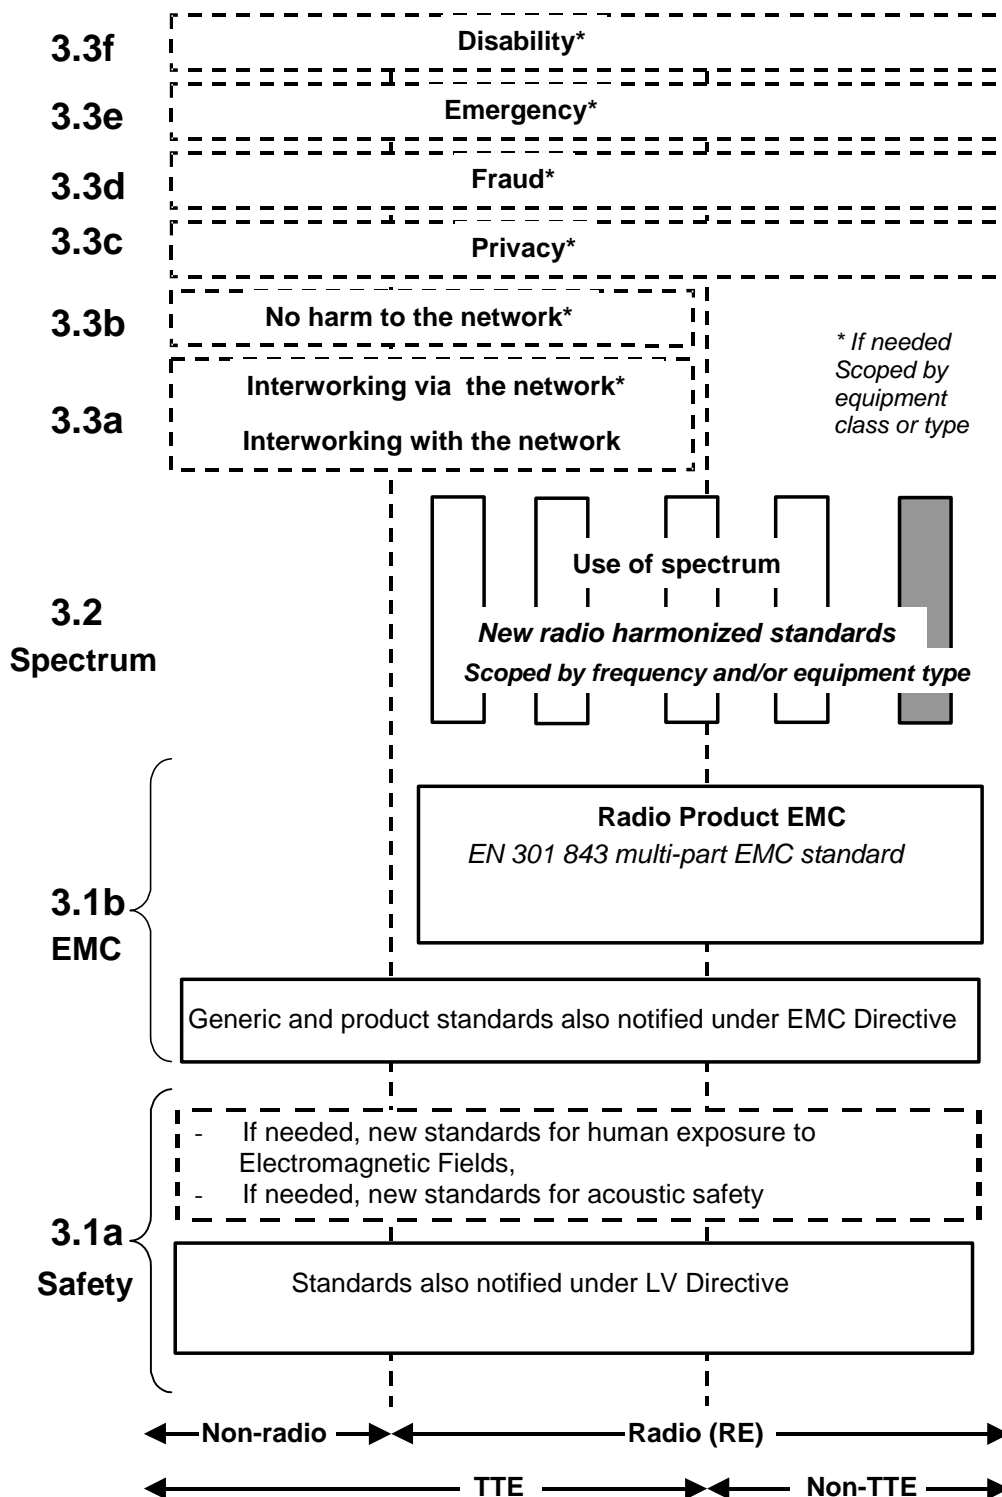 3.3f
Disability*
3.3e
Emergency*
3.3d
Fraud*
3.3c
Privacy*
3.3b
No harm to the network*
* If needed
Scoped by
equipment
class or type
3.3a
Interworking via the network*
Interworking with the network
3.2
Spectrum
Use of spectrum
New radio harmonized standards
Scoped by frequency and/or equipment type
3.1b
EMC
Radio Product EMC
EN 301 843 multi-part EMC standard
Generic and product standards also notified under EMC Directive
3.1a
Safety
- If needed, new standards for human exposure to
Electromagnetic Fields,
- If needed, new standards for acoustic safety
Standards also notified under LV Directive
Non-radio
Radio (RE)
TTE
Non-TTE